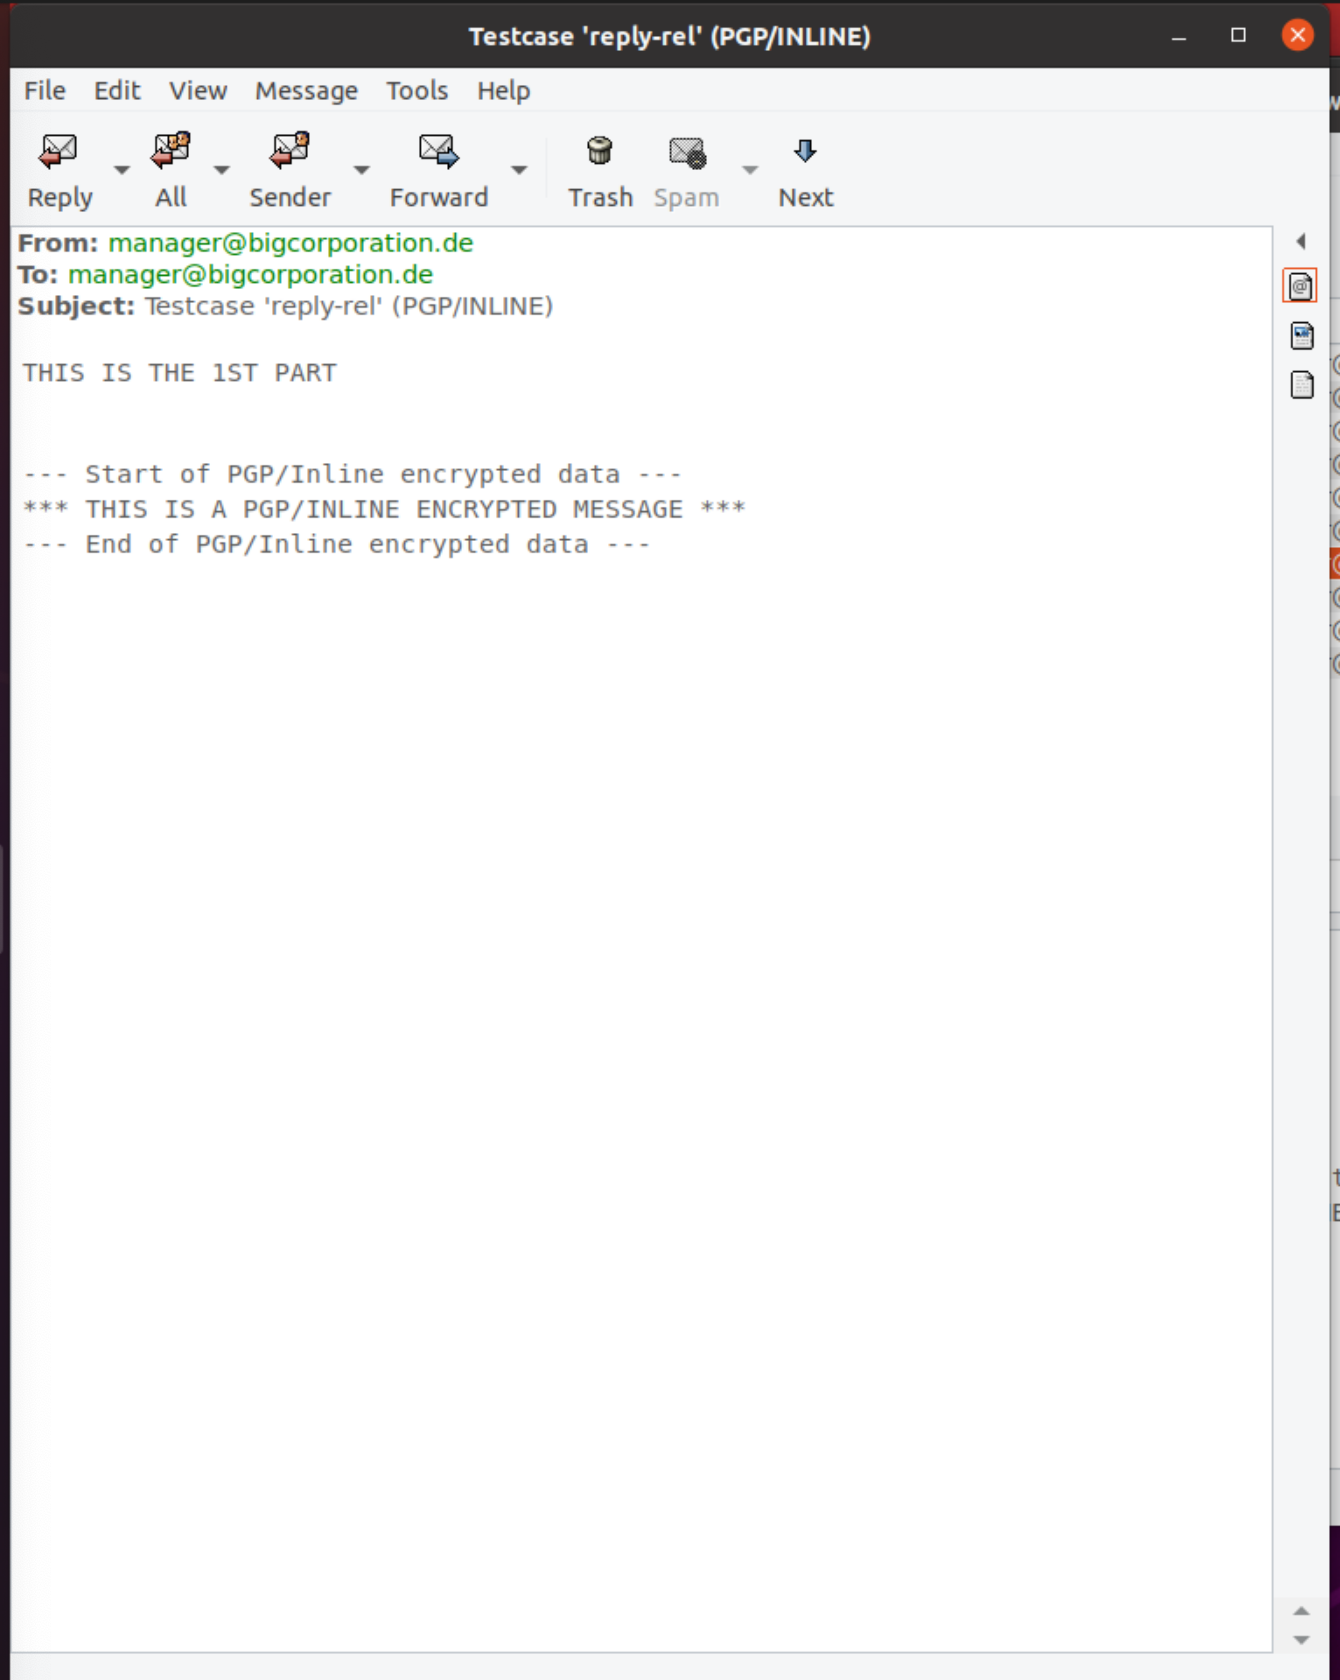 Testcase 'reply-rel' (PGP/INLINE)
File Edit View Message Tools Help
Reply All Sender Forward Trash Spam Next
From: manager@bigcorporation.de
To: manager@bigcorporation.de
Subject: Testcase 'reply-rel' (PGP/INLINE)
THIS IS THE 1ST PART
--- Start of PGP/Inline encrypted data ---
*** THIS IS A PGP/INLINE ENCRYPTED MESSAGE ***
--- End of PGP/Inline encrypted data ---